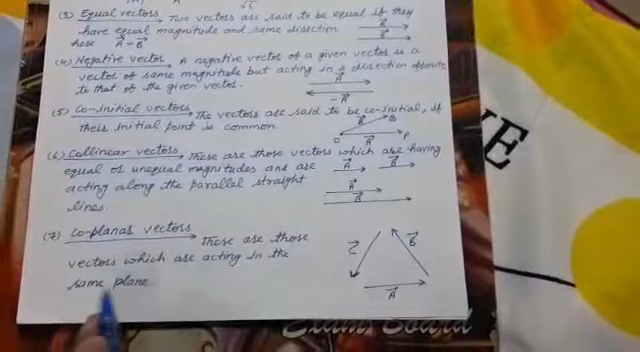 √5
(3) Equal vectors → Two vectors are said to be equal if they
have equal magnitude and same direction.
here A⃗ = B⃗
A⃗
B⃗
(4) Negative vector → A negative vector of a given vector is a
vector of same magnitude but acting in a direction opposite
to that of the given vector.
A⃗
-A⃗
(5) Co-initial vectors → The vectors are said to be co-initial, if
their initial point is common.
B⃗ B
O A⃗ P
(6) Collinear vectors → These are those vectors which are having
equal or unequal magnitudes and are
acting along the parallel straight
lines.
A⃗ B⃗
A⃗
B⃗
(7) Co-planar vectors → These are those
vectors which are acting in the
same plane
C⃗ B⃗
A⃗
VE
Exam Board